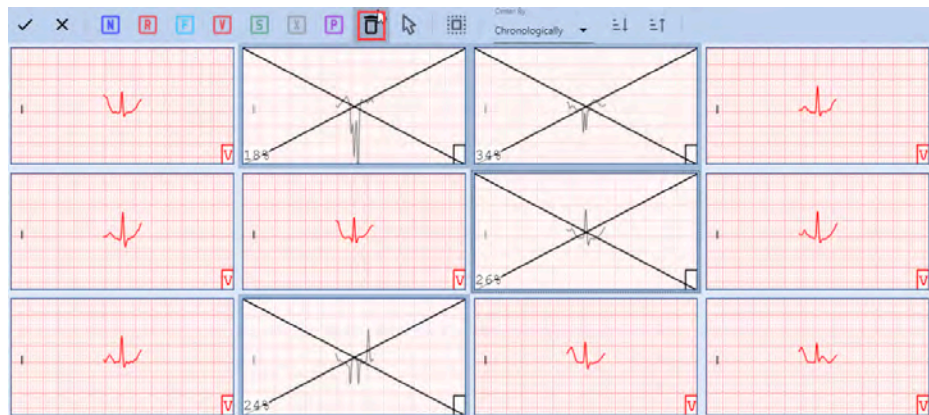 Order By
N R F V S X P Chronologically
I I I I
V 18% 34%
I I I I
V V 26% V
I I I I
V 24% V V